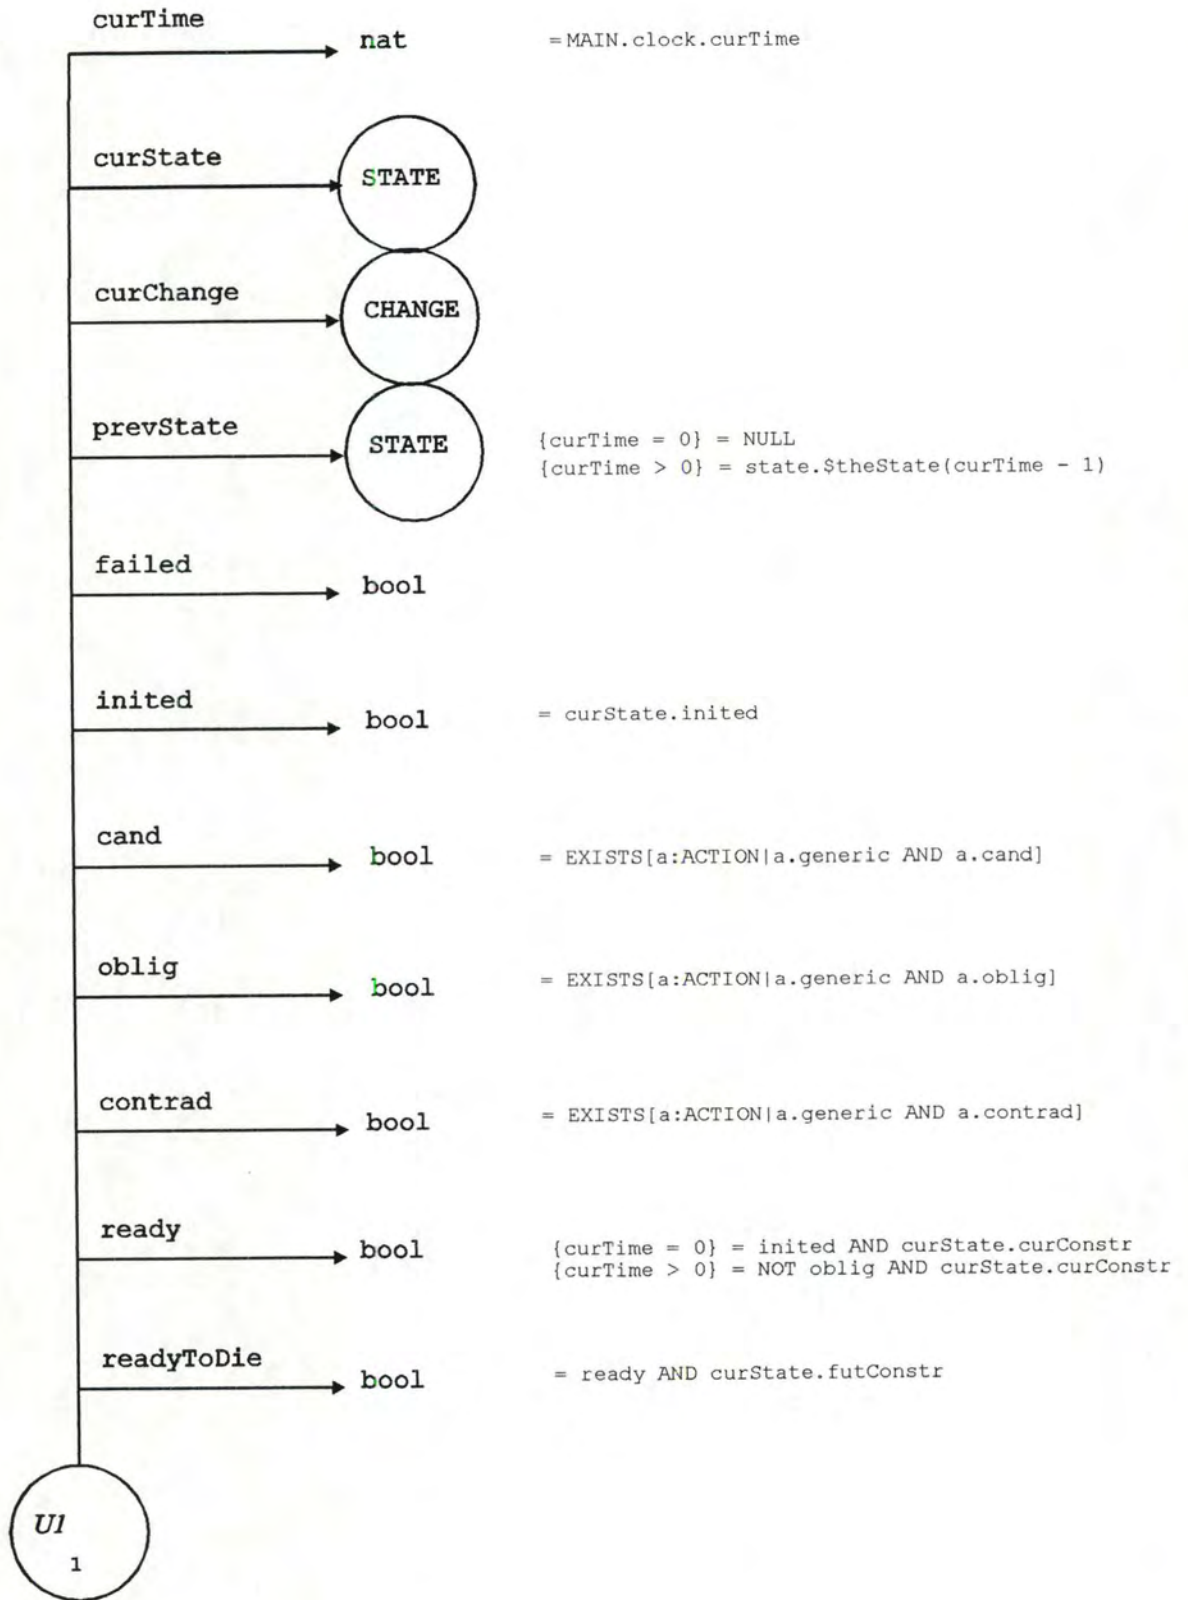 curTime
nat = MAIN.clock.curTime
curState
STATE
curChange
CHANGE
prevState
STATE
{curTime = 0} = NULL
{curTime > 0} = state.$theState(curTime - 1)
failed
bool
inited
bool = curState.inited
cand
bool = EXISTS[a:ACTION|a.generic AND a.cand]
oblig
bool = EXISTS[a:ACTION|a.generic AND a.oblig]
contrad
bool = EXISTS[a:ACTION|a.generic AND a.contrad]
ready
bool
{curTime = 0} = inited AND curState.curConstr
{curTime > 0} = NOT oblig AND curState.curConstr
readyToDie
bool = ready AND curState.futConstr
U1
1